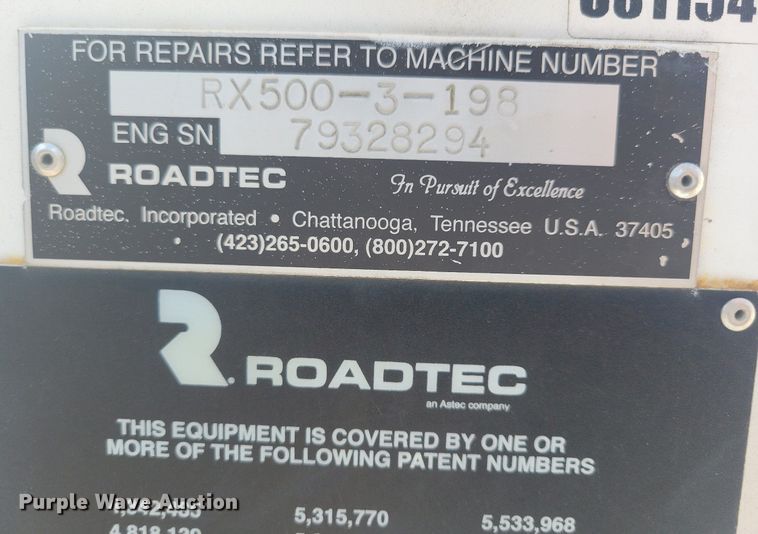 FOR REPAIRS REFER TO MACHINE NUMBER
RX500-3-198
ENG SN 79328294
ROADTEC In Pursuit of Excellence
Roadtec, Incorporated • Chattanooga, Tennessee U.S.A. 37405
(423)265-0600, (800)272-7100
R. ROADTEC
an Astec company
THIS EQUIPMENT IS COVERED BY ONE OR
MORE OF THE FOLLOWING PATENT NUMBERS
Purple Wave Auction
5,315,770 5,533,968